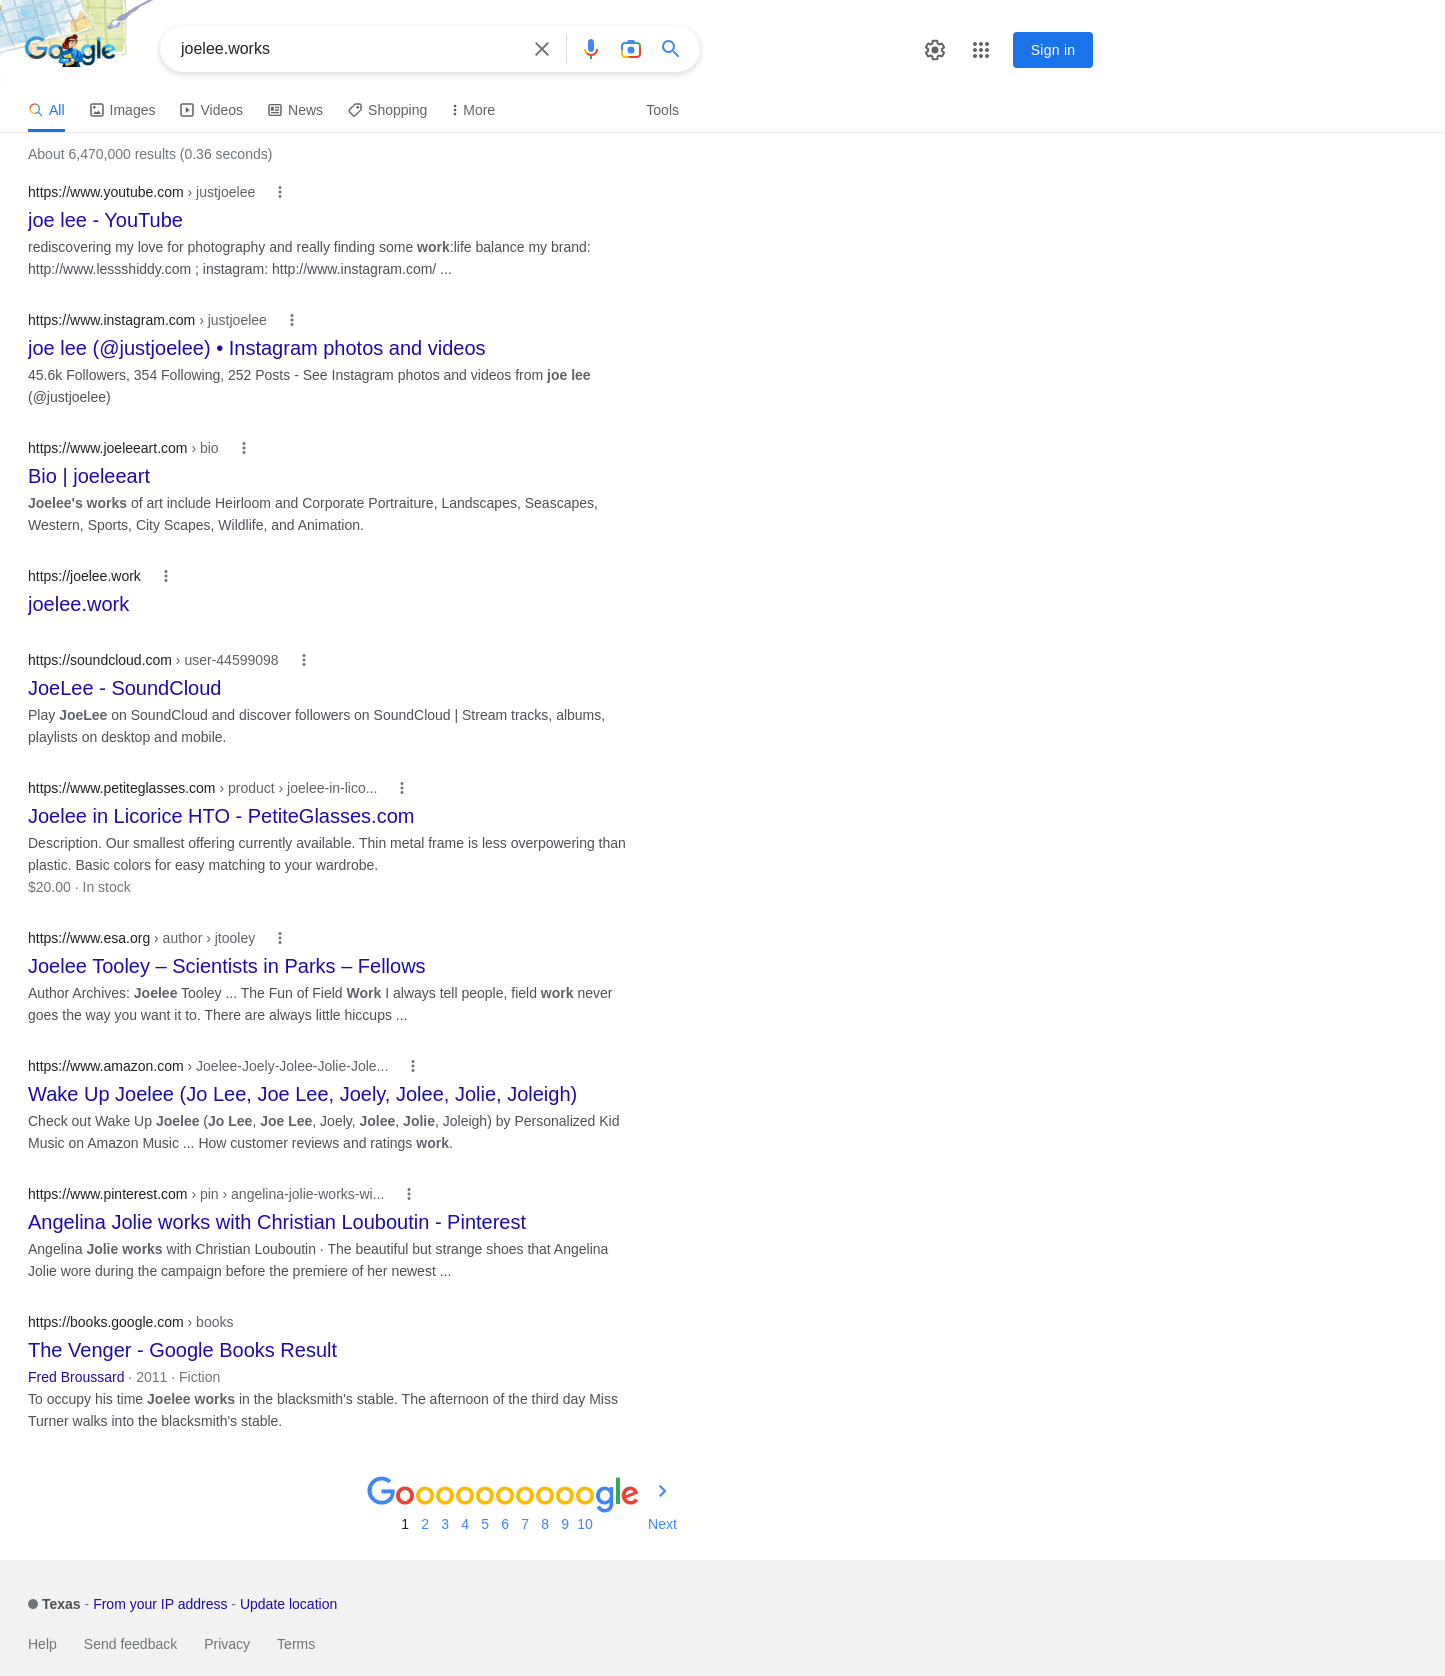 Google
joelee.works
Sign in
All Images Videos News Shopping More Tools
About 6,470,000 results (0.36 seconds)
https://www.youtube.com › justjoelee
joe lee - YouTube
rediscovering my love for photography and really finding some work:life balance my brand:
http://www.lessshiddy.com ; instagram: http://www.instagram.com/ ...
https://www.instagram.com › justjoelee
joe lee (@justjoelee) • Instagram photos and videos
45.6k Followers, 354 Following, 252 Posts - See Instagram photos and videos from joe lee
(@justjoelee)
https://www.joeleeart.com › bio
Bio | joeleeart
Joelee's works of art include Heirloom and Corporate Portraiture, Landscapes, Seascapes,
Western, Sports, City Scapes, Wildlife, and Animation.
https://joelee.work
joelee.work
https://soundcloud.com › user-44599098
JoeLee - SoundCloud
Play JoeLee on SoundCloud and discover followers on SoundCloud | Stream tracks, albums,
playlists on desktop and mobile.
https://www.petiteglasses.com › product › joelee-in-lico...
Joelee in Licorice HTO - PetiteGlasses.com
Description. Our smallest offering currently available. Thin metal frame is less overpowering than
plastic. Basic colors for easy matching to your wardrobe.
$20.00 · In stock
https://www.esa.org › author › jtooley
Joelee Tooley – Scientists in Parks – Fellows
Author Archives: Joelee Tooley ... The Fun of Field Work I always tell people, field work never
goes the way you want it to. There are always little hiccups ...
https://www.amazon.com › Joelee-Joely-Jolee-Jolie-Jole...
Wake Up Joelee (Jo Lee, Joe Lee, Joely, Jolee, Jolie, Joleigh)
Check out Wake Up Joelee (Jo Lee, Joe Lee, Joely, Jolee, Jolie, Joleigh) by Personalized Kid
Music on Amazon Music ... How customer reviews and ratings work.
https://www.pinterest.com › pin › angelina-jolie-works-wi...
Angelina Jolie works with Christian Louboutin - Pinterest
Angelina Jolie works with Christian Louboutin · The beautiful but strange shoes that Angelina
Jolie wore during the campaign before the premiere of her newest ...
https://books.google.com › books
The Venger - Google Books Result
Fred Broussard · 2011 · Fiction
To occupy his time Joelee works in the blacksmith's stable. The afternoon of the third day Miss
Turner walks into the blacksmith's stable.
Goooooooooogle
1 2 3 4 5 6 7 8 9 10 Next
Texas - From your IP address - Update location
Help Send feedback Privacy Terms